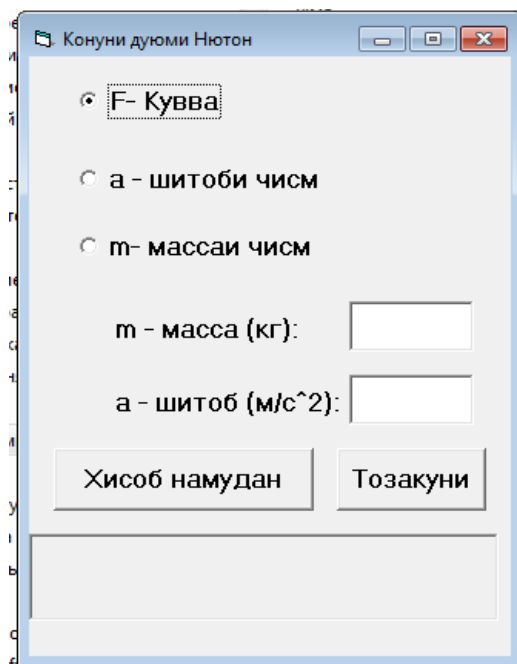 Конуни дуюми Нютон
F- Кувва
a - шитоби чисм
m- массаи чисм
m - масса (кг):
a - шитоб (м/с^2):
Хисоб намудан
Тозакуни